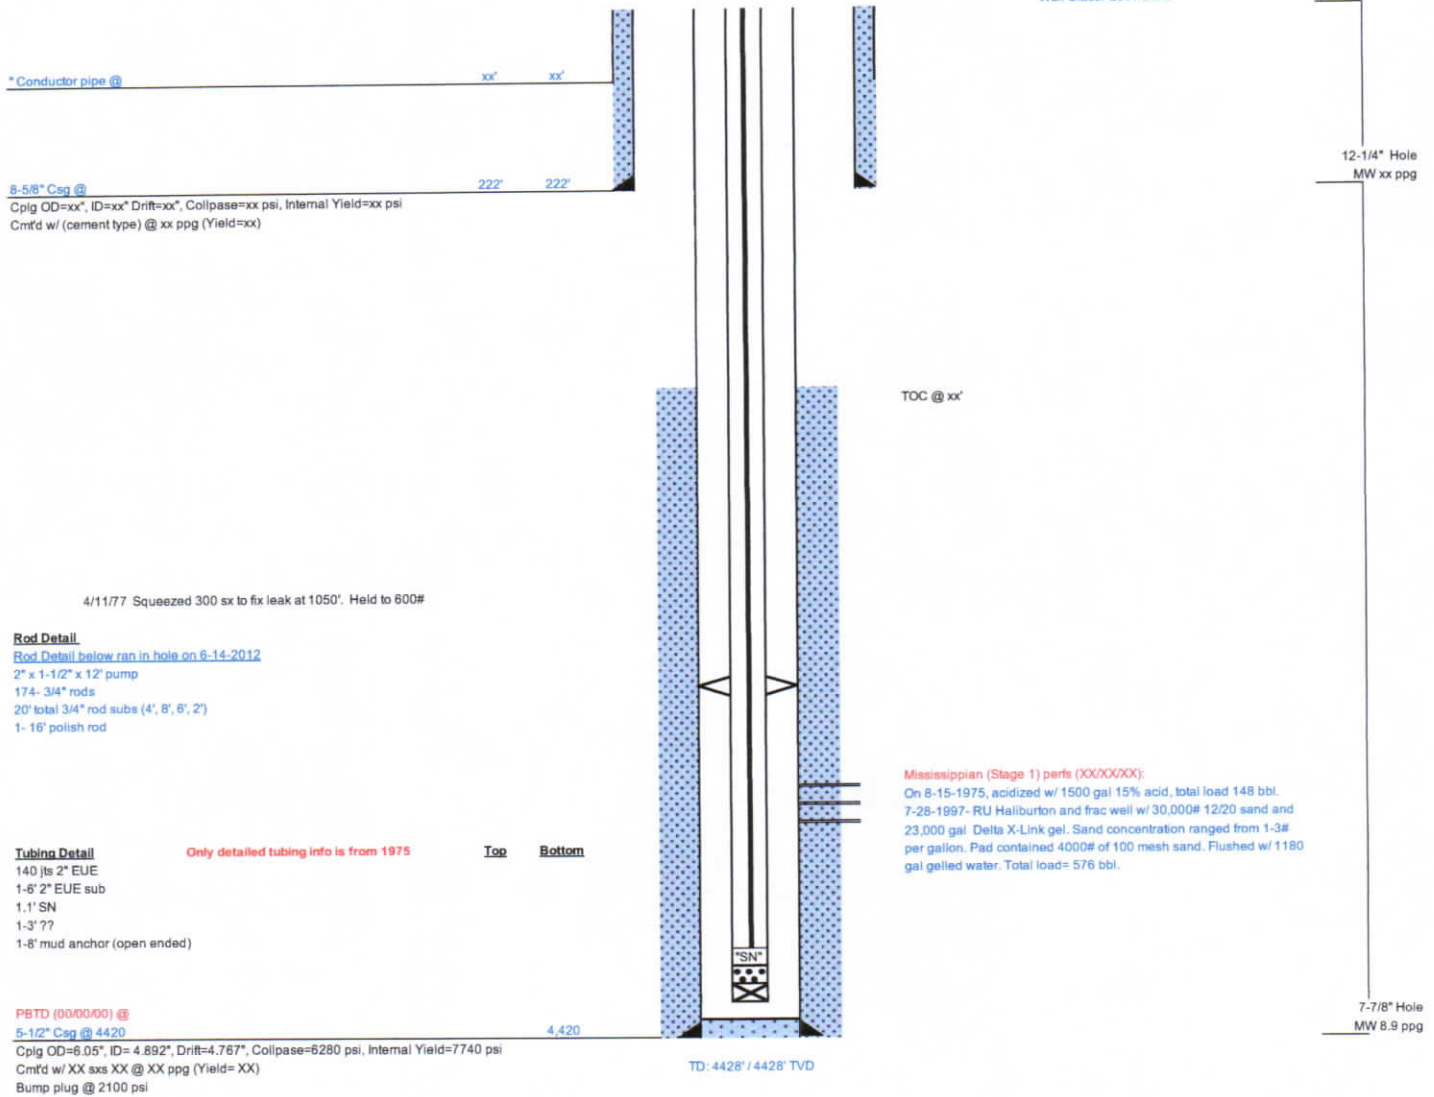 " Conductor pipe @ xx' xx'
12-1/4" Hole
MW xx ppg
8-5/8" Csg @ 222' 222'
Cplg OD=xx", ID=xx" Drift=xx", Collpase=xx psi, Internal Yield=xx psi
Cmt'd w/ (cement type) @ xx ppg (Yield=xx)
TOC @ xx'
4/11/77 Squeezed 300 sx to fix leak at 1050'. Held to 600#
Rod Detail
Rod Detail below ran in hole on 6-14-2012
2" x 1-1/2" x 12' pump
174- 3/4" rods
20' total 3/4" rod subs (4', 8', 6', 2')
1- 16' polish rod
Mississippian (Stage 1) perfs (XX/XX/XX):
On 8-15-1975, acidized w/ 1500 gal 15% acid, total load 148 bbl.
7-28-1997- RU Haliburton and frac well w/ 30,000# 12/20 sand and
23,000 gal Delta X-Link gel. Sand concentration ranged from 1-3#
per gallon. Pad contained 4000# of 100 mesh sand. Flushed w/ 1180
gal gelled water. Total load= 576 bbl.
Tubing Detail Only detailed tubing info is from 1975 Top Bottom
140 jts 2" EUE
1-6' 2" EUE sub
1.1' SN
1-3' ??
1-8' mud anchor (open ended)
"SN"
PBTD (00/00/00) @
5-1/2" Csg @ 4420 4,420
7-7/8" Hole
MW 8.9 ppg
Cplg OD=6.05", ID= 4.892", Drift=4.767", Collpase=6280 psi, Internal Yield=7740 psi
Cmt'd w/ XX sxs XX @ XX ppg (Yield= XX)
Bump plug @ 2100 psi
TD: 4428' / 4428' TVD